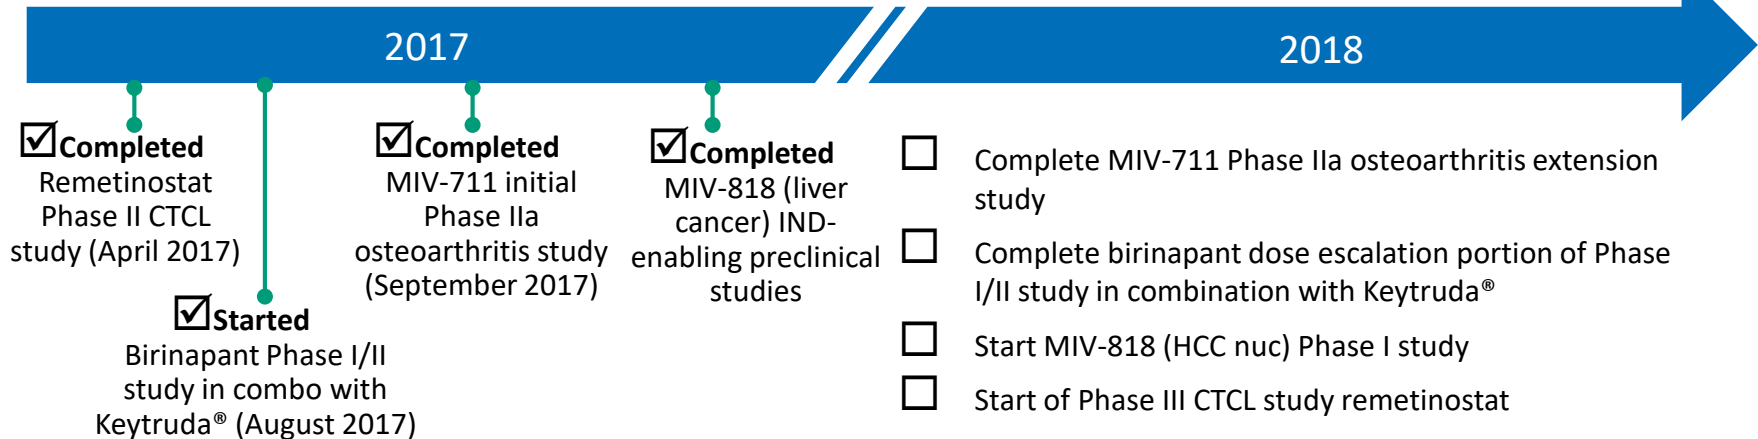 2017
2018
☑Completed
Remetinostat
Phase II CTCL
study (April 2017)
☑Started
Birinapant Phase I/II
study in combo with
Keytruda® (August 2017)
☑Completed
MIV-711 initial
Phase IIa
osteoarthritis study
(September 2017)
☑Completed
MIV-818 (liver
cancer) IND-
enabling preclinical
studies
☐ Complete MIV-711 Phase IIa osteoarthritis extension
study
☐ Complete birinapant dose escalation portion of Phase
I/II study in combination with Keytruda®
☐ Start MIV-818 (HCC nuc) Phase I study
☐ Start of Phase III CTCL study remetinostat